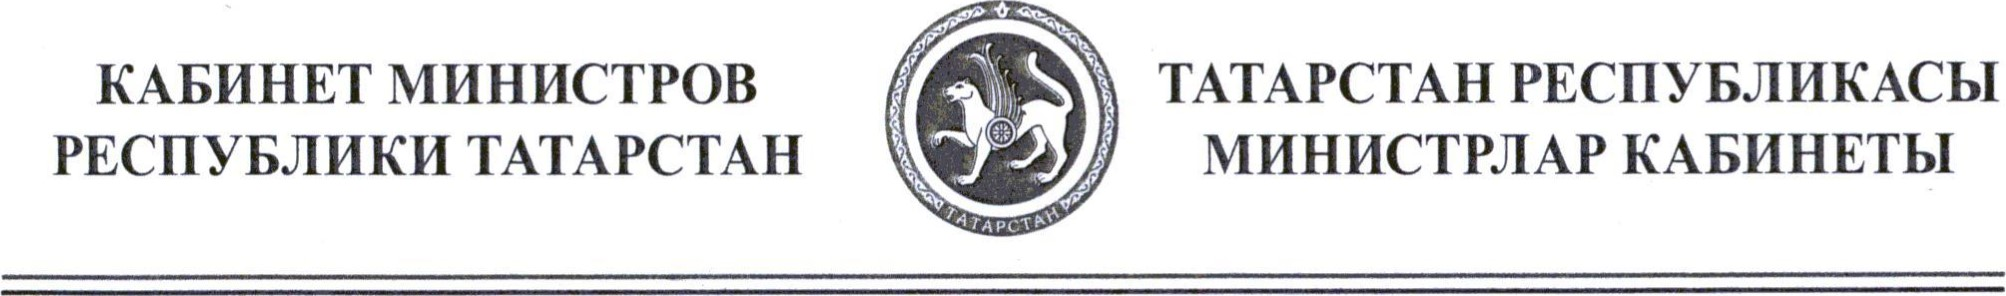 КАБИНЕТ МИНИСТРОВ
РЕСПУБЛИКИ ТАТАРСТАН
ТАТАРСТАН
ТАТАРСТАН РЕСПУБЛИКАСЫ
МИНИСТРЛАР КАБИНЕТЫ